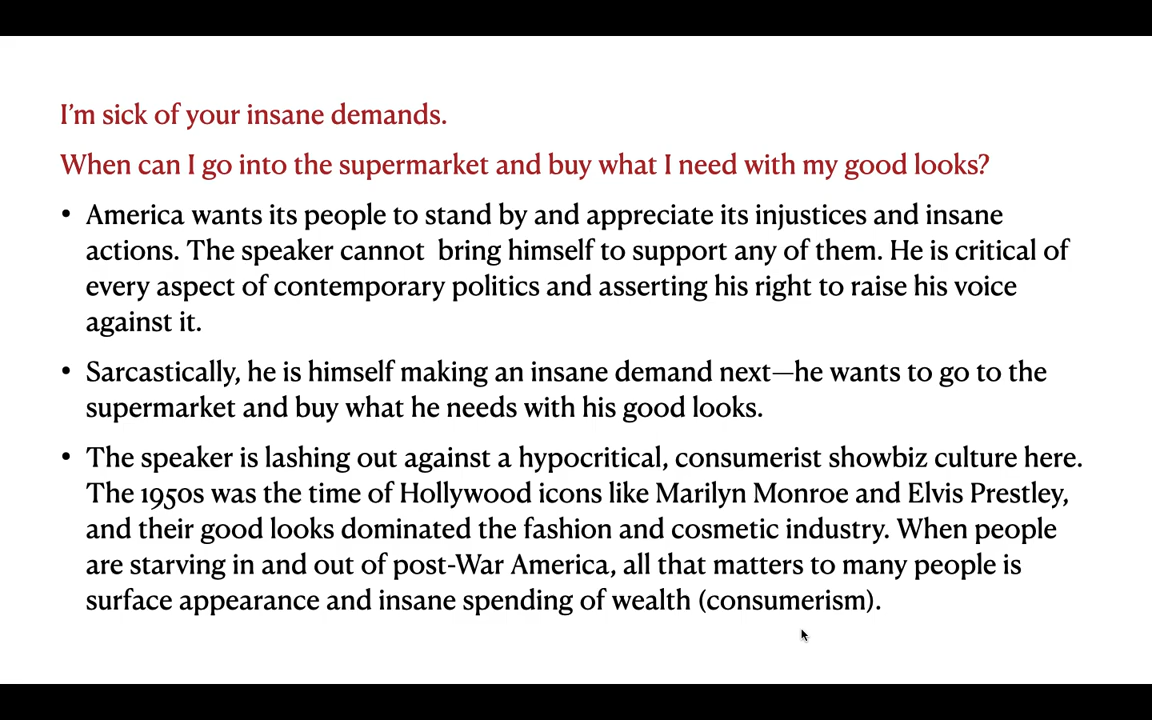 I'm sick of your insane demands.
When can I go into the supermarket and buy what I need with my good looks?
• America wants its people to stand by and appreciate its injustices and insane
actions. The speaker cannot  bring himself to support any of them. He is critical of
every aspect of contemporary politics and asserting his right to raise his voice
against it.
• Sarcastically, he is himself making an insane demand next—he wants to go to the
supermarket and buy what he needs with his good looks.
• The speaker is lashing out against a hypocritical, consumerist showbiz culture here.
The 1950s was the time of Hollywood icons like Marilyn Monroe and Elvis Prestley,
and their good looks dominated the fashion and cosmetic industry. When people
are starving in and out of post-War America, all that matters to many people is
surface appearance and insane spending of wealth (consumerism).